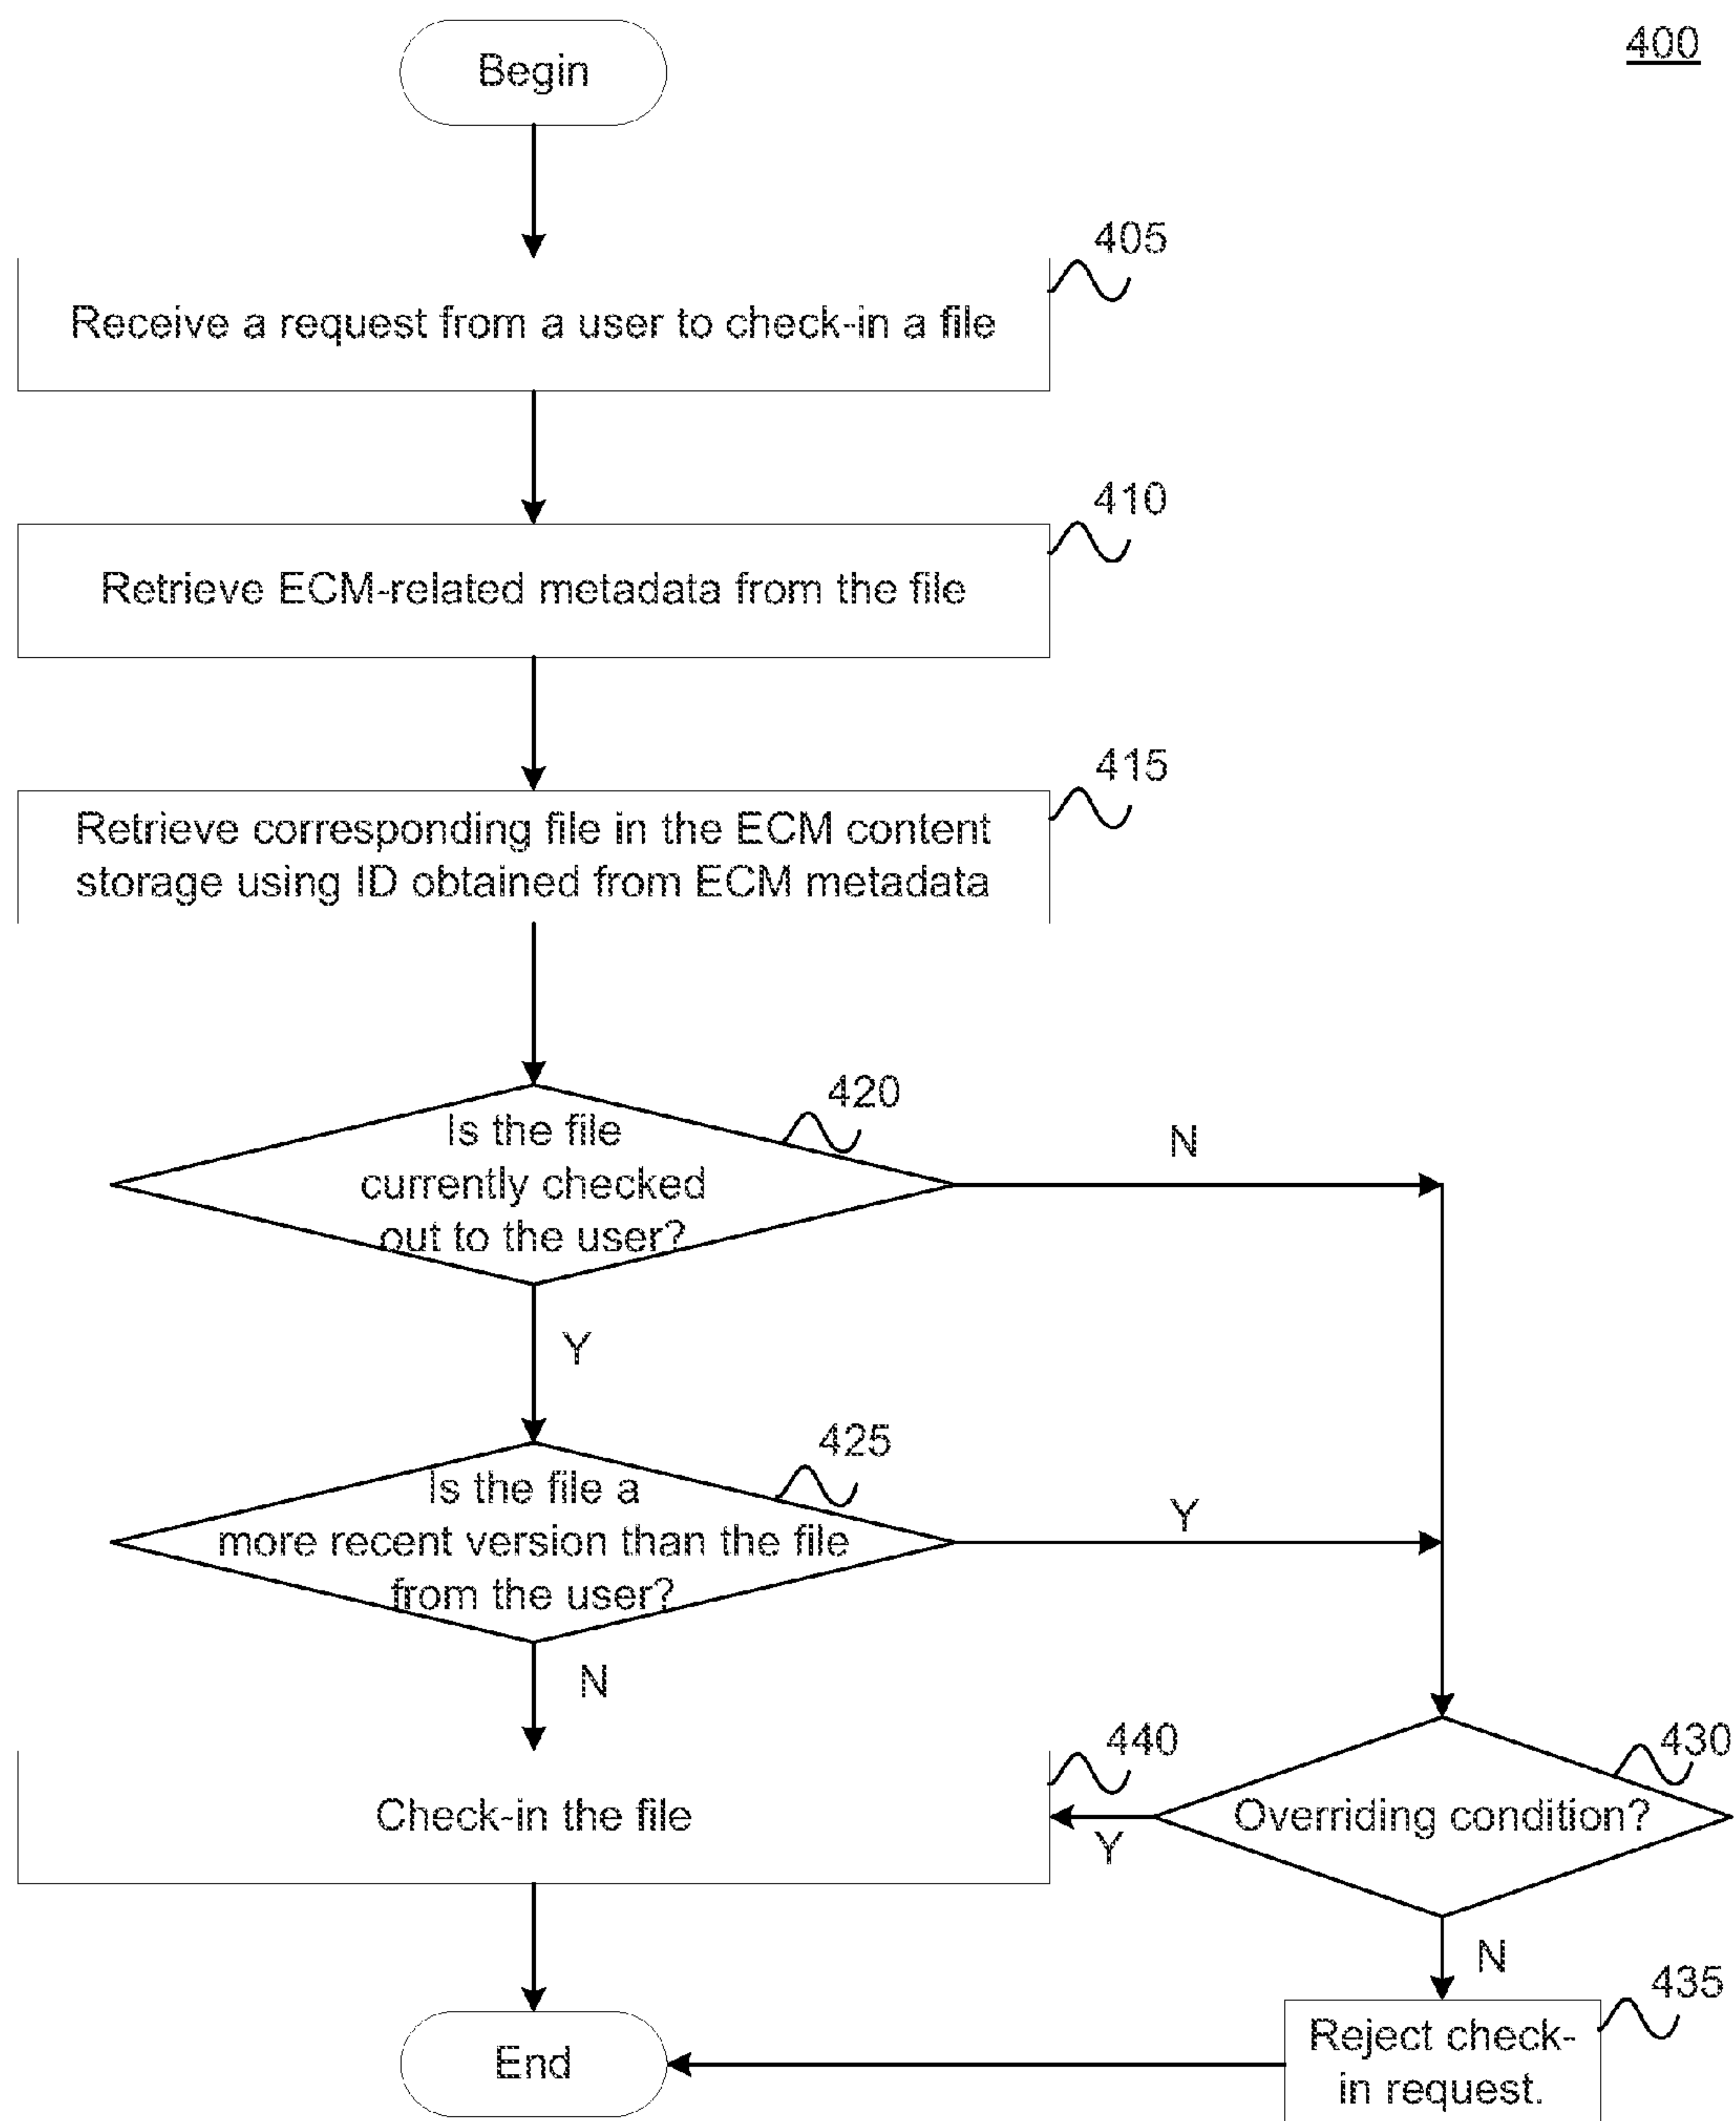 400
Begin
405
Receive a request from a user to check-in a file
410
Retrieve ECM-related metadata from the file
415
Retrieve corresponding file in the ECM content
storage using ID obtained from ECM metadata
420
Is the file
currently checked
out to the user?
N
Y
425
Is the file a
more recent version than the file
from the user?
Y
N
440
Check-in the file
430
Overriding condition?
Y
N
435
Reject check-
in request.
End